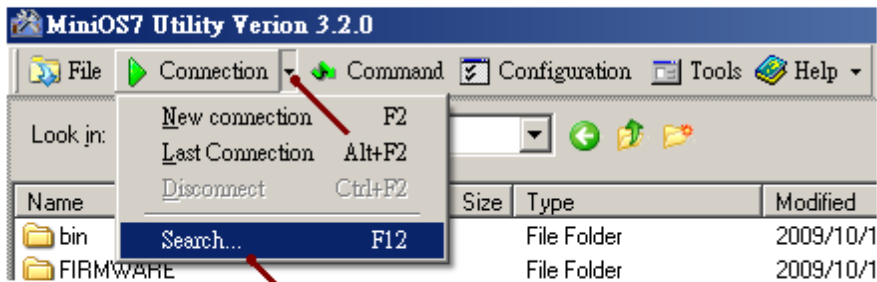 MiniOS7 Utility Verion 3.2.0
File Connection Command Configuration Tools Help
Look in:
New connection F2
Last Connection Alt+F2
Disconnect Ctrl+F2
Search... F12
Name Size Type Modified
bin File Folder 2009/10/1
FIRMWARE File Folder 2009/10/1